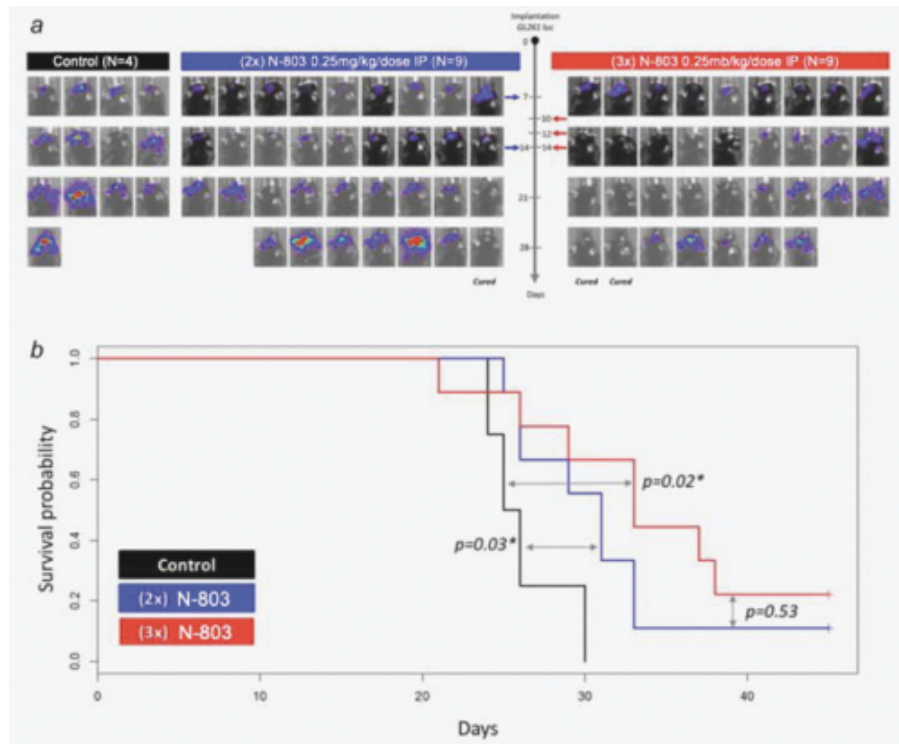 a
Implantation
GL261 luc
0
Control (N=4)
(2x) N-803 0.25mg/kg/dose IP (N=9)
(3x) N-803 0.25mb/kg/dose IP (N=9)
7
10
12
14
14
21
28
Cured
Cured
Cured
Days
b
1.0
0.8
0.6
0.4
0.2
0.0
Survival probability
p=0.02*
p=0.03*
p=0.53
Control
(2x) N-803
(3x) N-803
0
10
20
30
40
Days